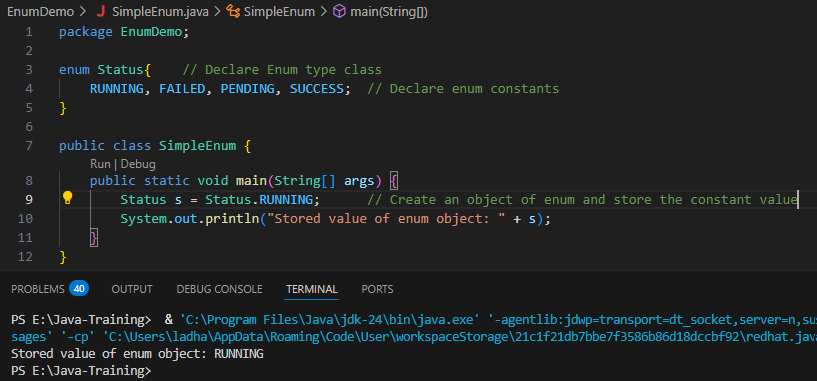 EnumDemo > J SimpleEnum.java > SimpleEnum > main(String[])
1 package EnumDemo;
2
3 enum Status{    // Declare Enum type class
4     RUNNING, FAILED, PENDING, SUCCESS;  // Declare enum constants
5 }
6
7 public class SimpleEnum {
Run | Debug
8     public static void main(String[] args) {
9         Status s = Status.RUNNING;      // Create an object of enum and store the constant value
10         System.out.println("Stored value of enum object: " + s);
11     }
12 }
PROBLEMS 40 OUTPUT DEBUG CONSOLE TERMINAL PORTS
PS E:\Java-Training>  & 'C:\Program Files\Java\jdk-24\bin\java.exe' '-agentlib:jdwp=transport=dt_socket,server=n,sus
sages' '-cp' 'C:\Users\ladha\AppData\Roaming\Code\User\workspaceStorage\21c1f21db7bbe7f3586b86d18dccbf92\redhat.java
Stored value of enum object: RUNNING
PS E:\Java-Training>